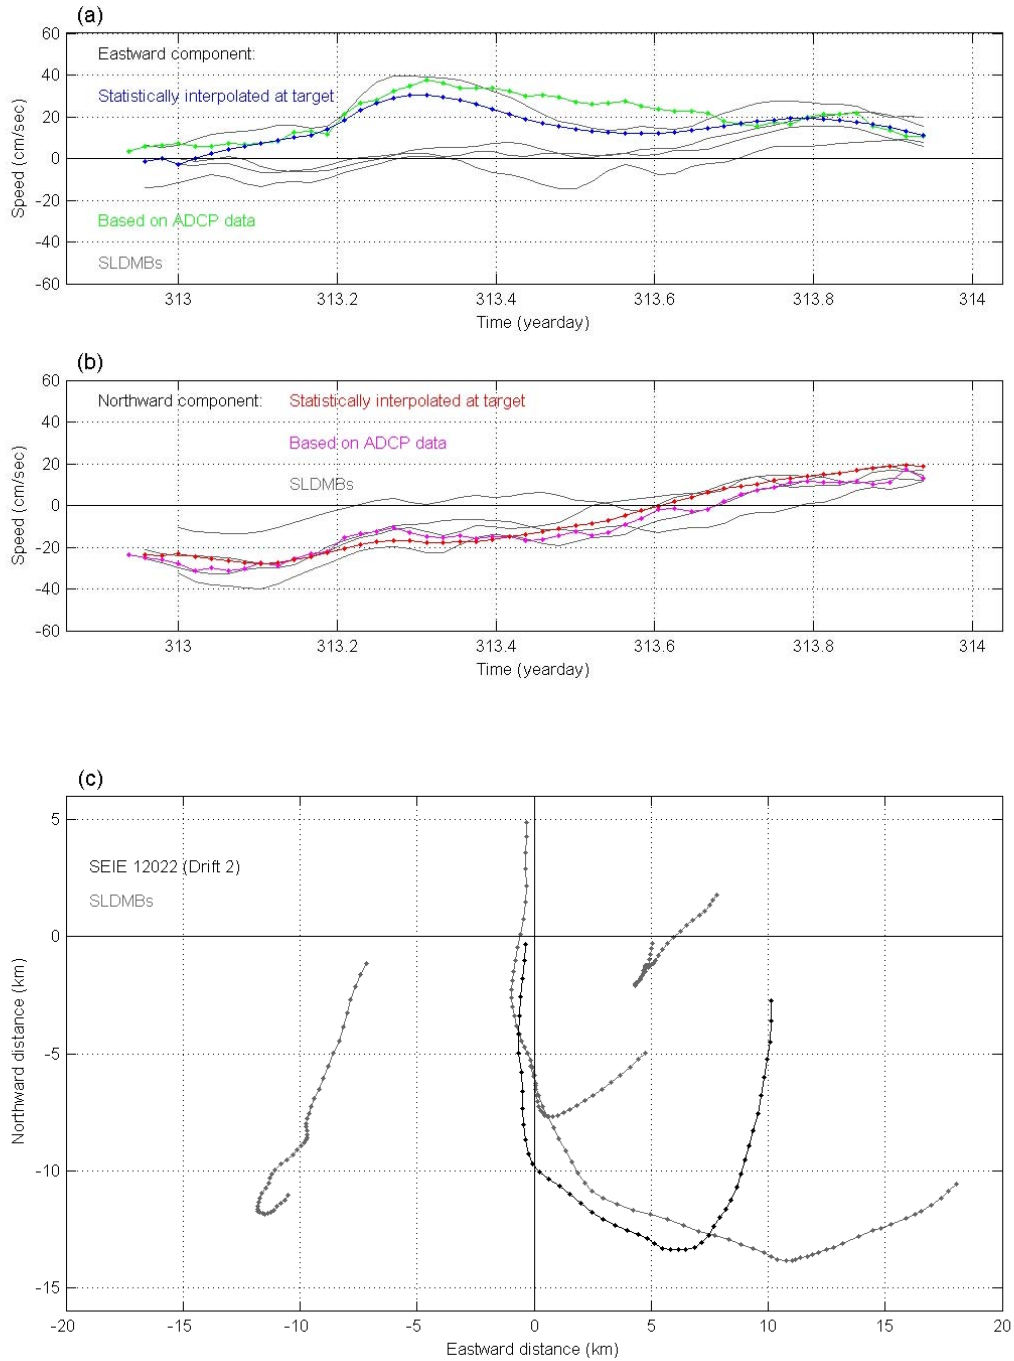 (a)
60
Eastward component:
40
Statistically interpolated at target
20
0
-20
Based on ADCP data
-40
SLDMBs
-60
Speed (cm/sec)
313 313.2 313.4 313.6 313.8 314
Time (yearday)
(b)
60
Northward component: Statistically interpolated at target
40
Based on ADCP data
20
SLDMBs
0
-20
-40
-60
Speed (cm/sec)
313 313.2 313.4 313.6 313.8 314
Time (yearday)
(c)
5
SEIE 12022 (Drift 2)
SLDMBs
0
-5
-10
-15
Northward distance (km)
-20 -15 -10 -5 0 5 10 15 20
Eastward distance (km)